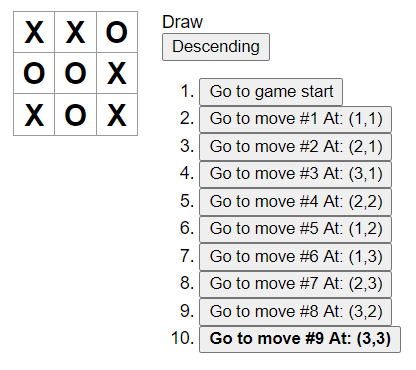 X X O
O O X
X O X
Draw
Descending
1. Go to game start
2. Go to move #1 At: (1,1)
3. Go to move #2 At: (2,1)
4. Go to move #3 At: (3,1)
5. Go to move #4 At: (2,2)
6. Go to move #5 At: (1,2)
7. Go to move #6 At: (1,3)
8. Go to move #7 At: (2,3)
9. Go to move #8 At: (3,2)
10. Go to move #9 At: (3,3)